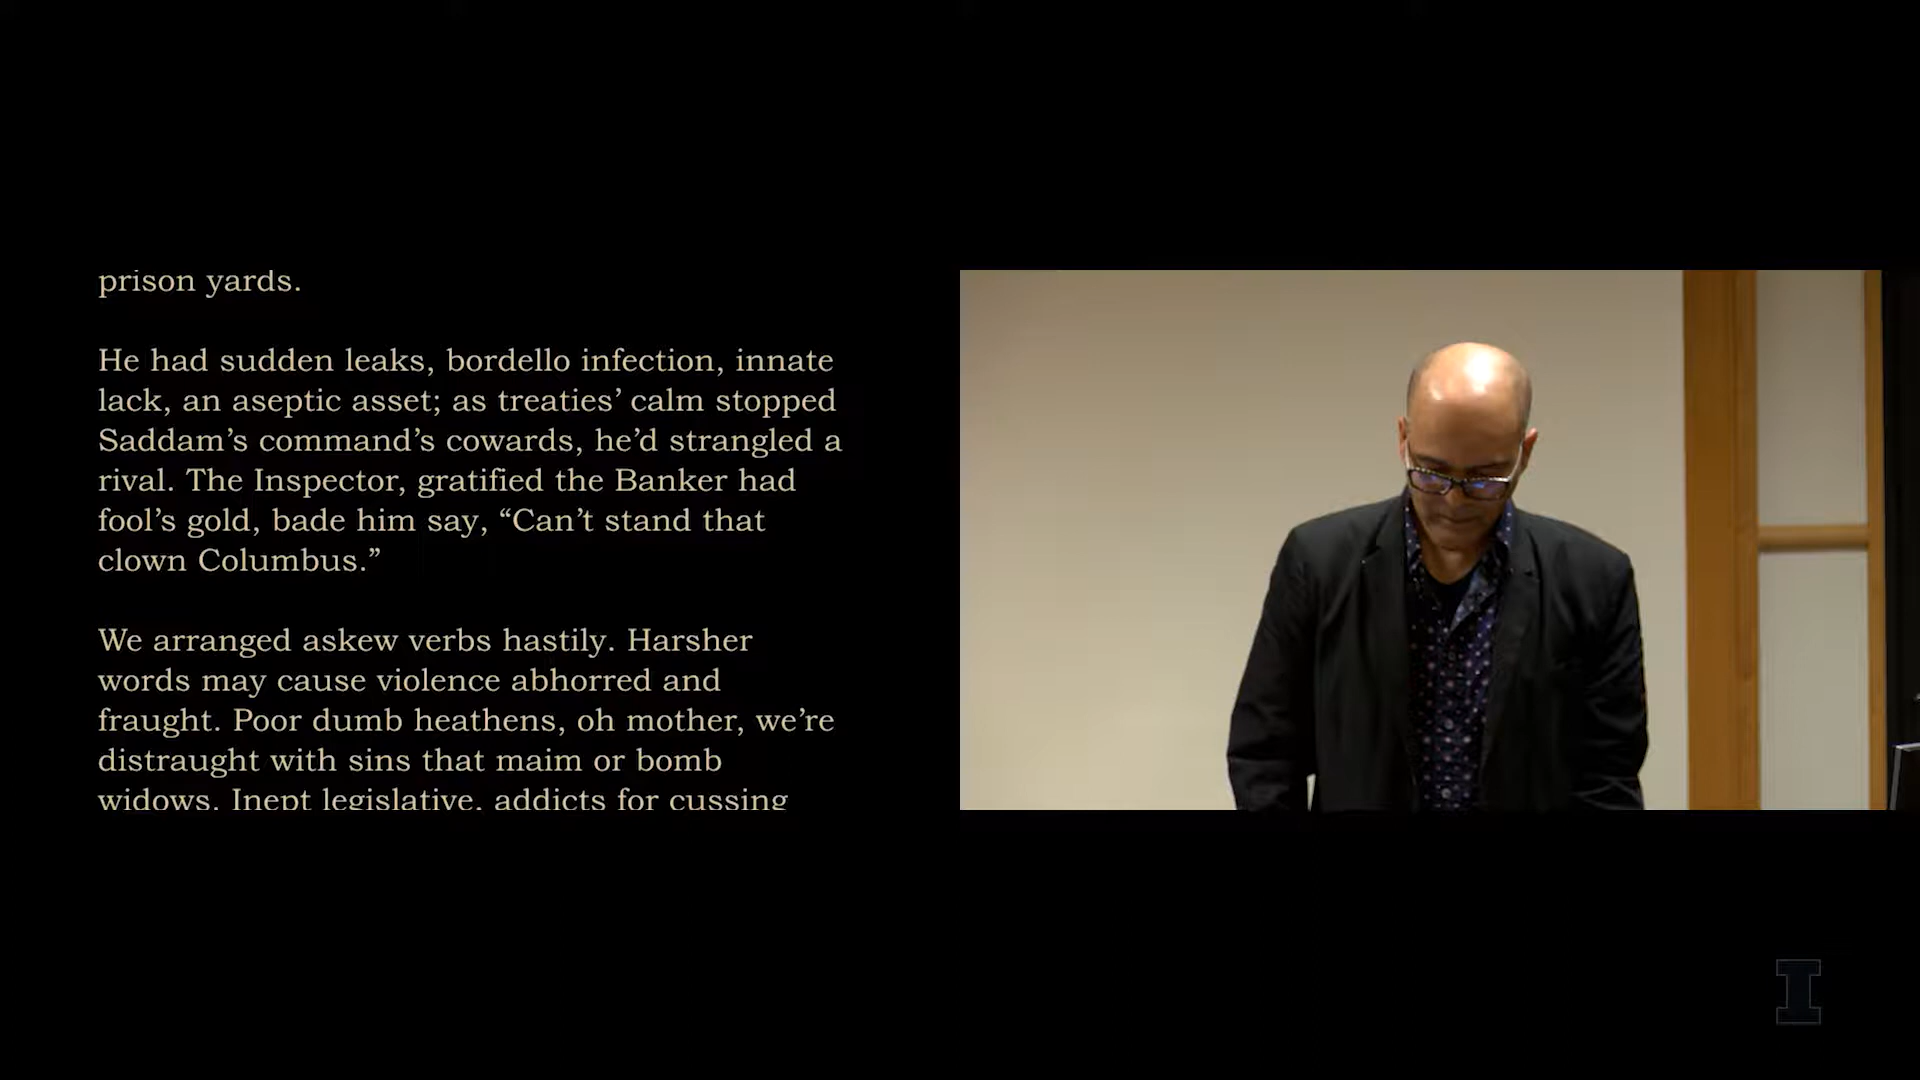 prison yards.
He had sudden leaks, bordello infection, innate
lack, an aseptic asset; as treaties’ calm stopped
Saddam’s command’s cowards, he’d strangled a
rival. The Inspector, gratified the Banker had
fool’s gold, bade him say, “Can’t stand that
clown Columbus.”
We arranged askew verbs hastily. Harsher
words may cause violence abhorred and
fraught. Poor dumb heathens, oh mother, we’re
distraught with sins that maim or bomb
widows. Inept legislative, addicts for cussing
I